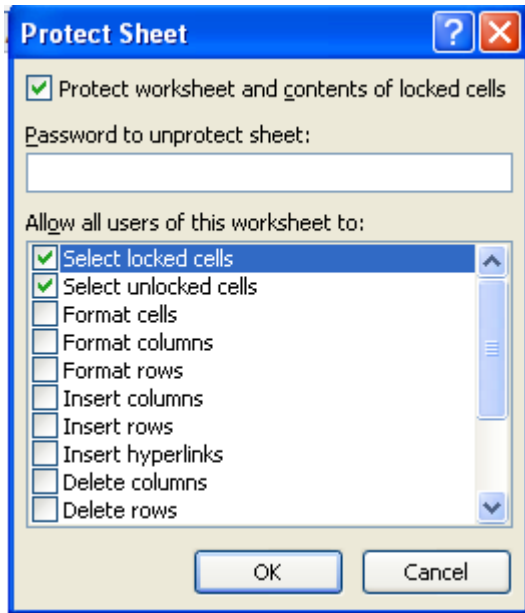 Protect Sheet
Protect worksheet and contents of locked cells
Password to unprotect sheet:
Allow all users of this worksheet to:
Select locked cells
Select unlocked cells
Format cells
Format columns
Format rows
Insert columns
Insert rows
Insert hyperlinks
Delete columns
Delete rows
OK Cancel